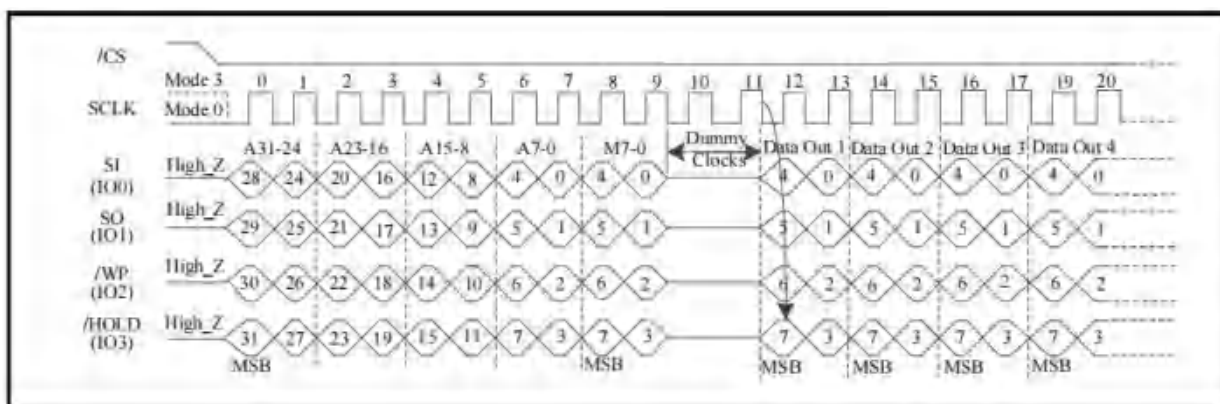 /CS
Mode 3 0 1 2 3 4 5 6 7 8 9 10 11 12 13 14 15 16 17 19 20
SCLK Mode 0
A31-24 A23-16 A15-8 A7-0 M7-0 Dummy Clocks Data Out 1 Data Out 2 Data Out 3 Data Out 4
SI (IO0) High_Z 28 24 20 16 12 8 4 0 4 0 4 0 4 0 4 0 4 0
SO (IO1) High_Z 29 25 21 17 13 9 5 1 5 1 5 1 5 1 5 1 5 1
/WP (IO2) High_Z 30 26 22 18 14 10 6 2 6 2 6 2 6 2 6 2 6 2
/HOLD (IO3) High_Z 31 27 23 19 15 11 7 3 7 3 7 3 7 3 7 3 7 3
MSB MSB MSB MSB MSB MSB